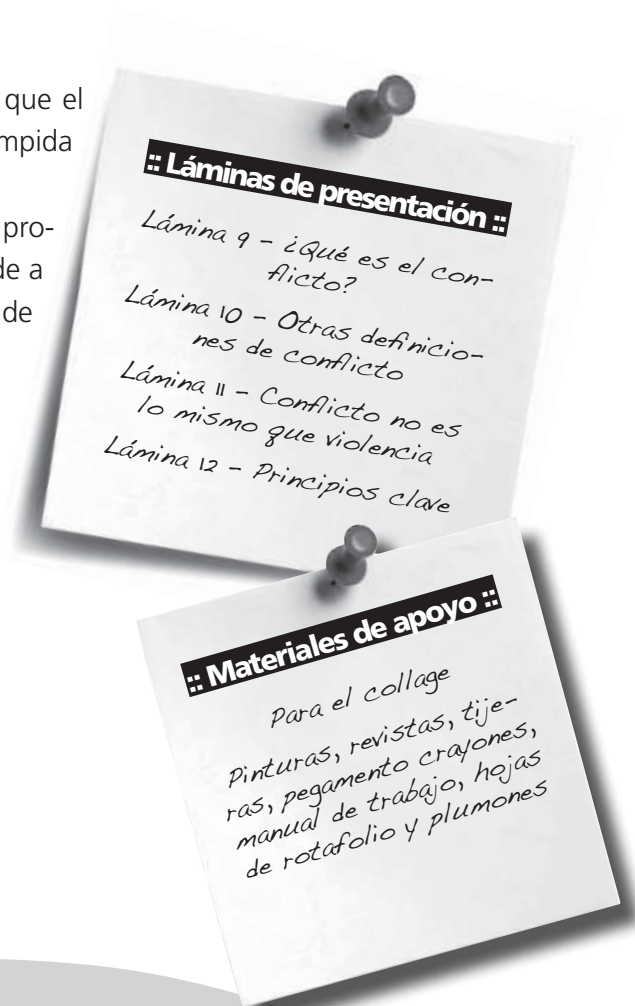 que el
mpida
pro-
de a
de
:: Láminas de presentación ::
Lámina 9 - ¿Qué es el con-
flicto?
Lámina 10 - Otras definicio-
nes de conflicto
Lámina 11 - Conflicto no es
lo mismo que violencia
Lámina 12 - Principios clave
:: Materiales de apoyo ::
Para el collage
Pinturas, revistas, tije-
ras, pegamento crayones,
manual de trabajo, hojas
de rotafolio y plumones